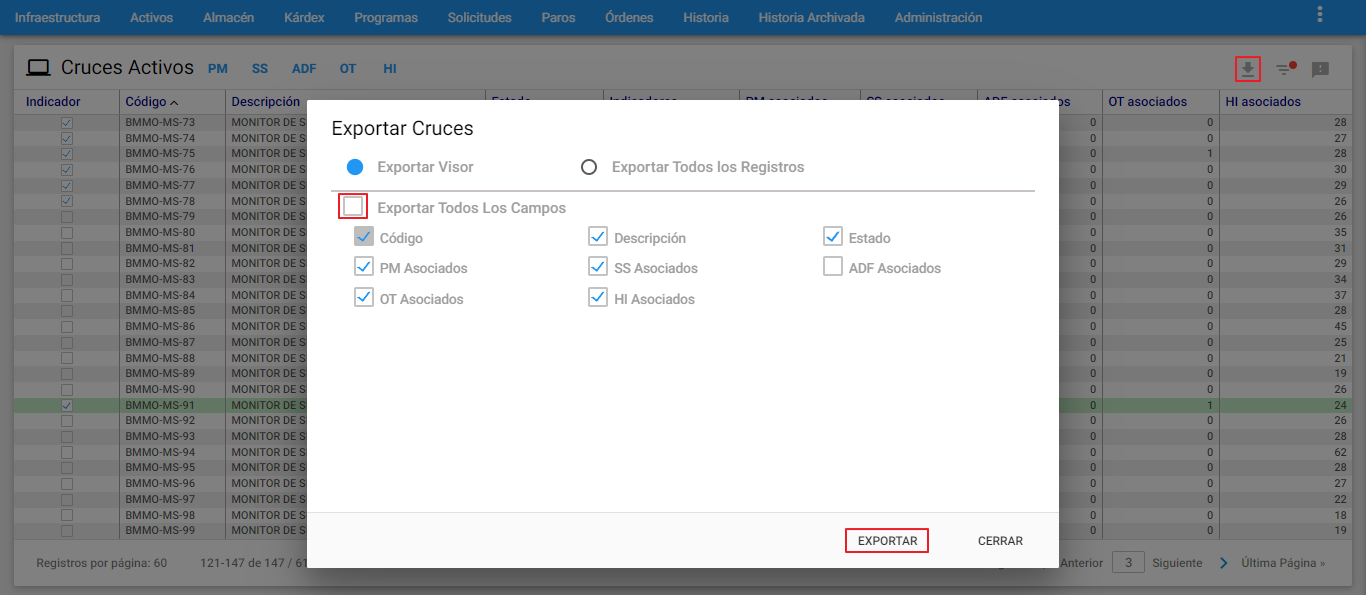 Infraestructura Activos Almacén Kárdex Programas Solicitudes Paros Órdenes Historia Historia Archivada Administración
Cruces Activos PM SS ADF OT HI
Indicador Código Descripción OT asociados HI asociados
Exportar Cruces
Exportar Visor Exportar Todos los Registros
Exportar Todos Los Campos
Código Descripción Estado
PM Asociados SS Asociados ADF Asociados
OT Asociados HI Asociados
EXPORTAR CERRAR
BMMO-MS-73 MONITOR DE S 0 0 28
BMMO-MS-74 MONITOR DE S 0 0 27
BMMO-MS-75 MONITOR DE S 0 1 28
BMMO-MS-76 MONITOR DE S 0 0 30
BMMO-MS-77 MONITOR DE S 0 0 29
BMMO-MS-78 MONITOR DE S 0 0 26
BMMO-MS-79 MONITOR DE S 0 0 26
BMMO-MS-80 MONITOR DE S 0 0 35
BMMO-MS-81 MONITOR DE S 0 0 31
BMMO-MS-82 MONITOR DE S 0 0 29
BMMO-MS-83 MONITOR DE S 0 0 34
BMMO-MS-84 MONITOR DE S 0 0 37
BMMO-MS-85 MONITOR DE S 0 0 28
BMMO-MS-86 MONITOR DE S 0 0 45
BMMO-MS-87 MONITOR DE S 0 0 25
BMMO-MS-88 MONITOR DE S 0 0 21
BMMO-MS-89 MONITOR DE S 0 0 19
BMMO-MS-90 MONITOR DE S 0 0 26
BMMO-MS-91 MONITOR DE S 0 1 24
BMMO-MS-92 MONITOR DE S 0 0 26
BMMO-MS-93 MONITOR DE S 0 0 28
BMMO-MS-94 MONITOR DE S 0 0 62
BMMO-MS-95 MONITOR DE S 0 0 28
BMMO-MS-96 MONITOR DE S 0 0 27
BMMO-MS-97 MONITOR DE S 0 0 22
BMMO-MS-98 MONITOR DE S 0 0 18
BMMO-MS-99 MONITOR DE S 0 0 19
Registros por página: 60 121-147 de 147 / 61 Anterior 3 Siguiente Última Página »